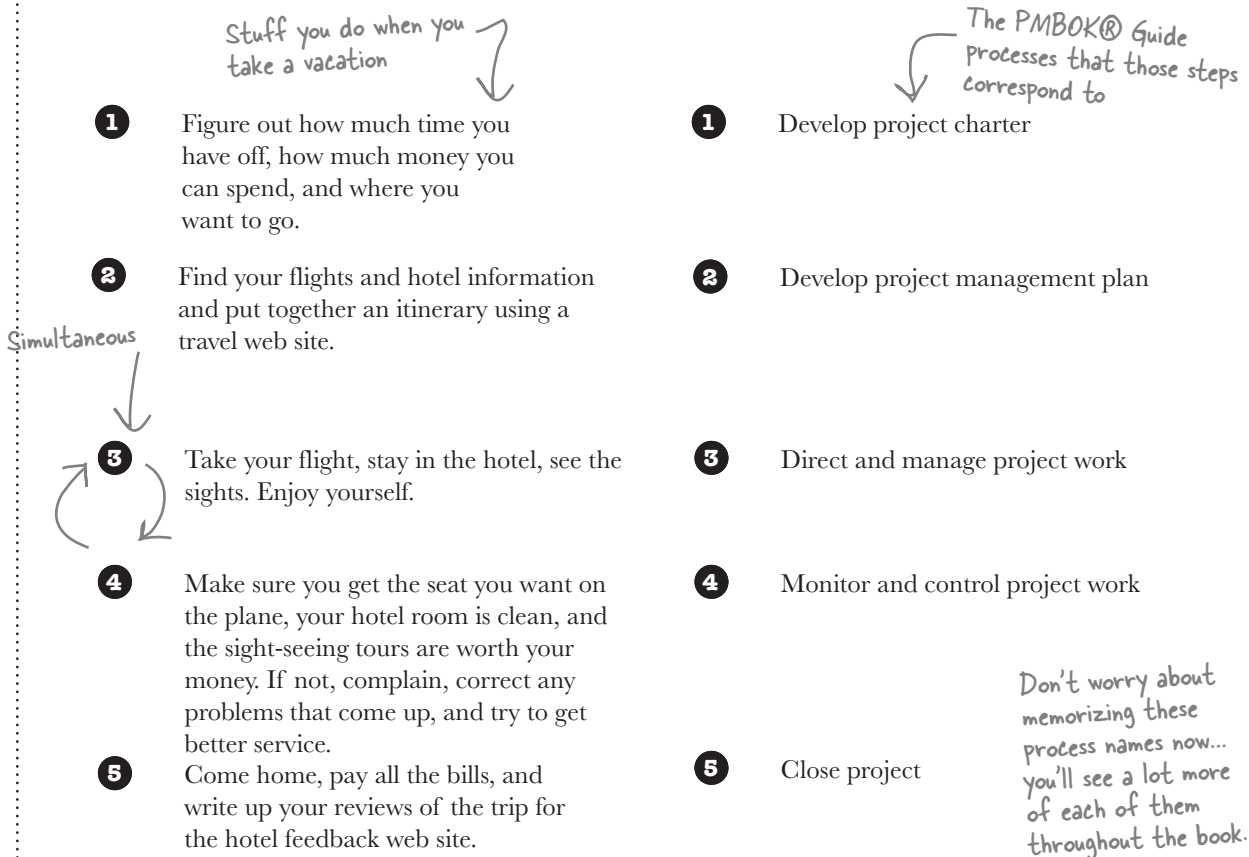 Stuff you do when you
take a vacation
The PMBOK® Guide
processes that those steps
correspond to
1 Figure out how much time you
have off, how much money you
can spend, and where you
want to go.
1 Develop project charter
2 Find your flights and hotel information
and put together an itinerary using a
travel web site.
2 Develop project management plan
Simultaneous
3 Take your flight, stay in the hotel, see the
sights. Enjoy yourself.
3 Direct and manage project work
4 Make sure you get the seat you want on
the plane, your hotel room is clean, and
the sight-seeing tours are worth your
money. If not, complain, correct any
problems that come up, and try to get
better service.
4 Monitor and control project work
5 Come home, pay all the bills, and
write up your reviews of the trip for
the hotel feedback web site.
5 Close project
Don't worry about
memorizing these
process names now...
you'll see a lot more
of each of them
throughout the book.